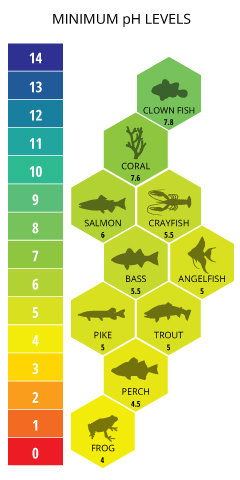 MINIMUM pH LEVELS
14
13
12
11
10
9
8
7
6
5
4
3
2
1
0
CLOWN FISH
7.8
CORAL
7.6
SALMON
6
CRAYFISH
5.5
BASS
5.5
ANGELFISH
5
PIKE
5
TROUT
5
PERCH
4.5
FROG
4